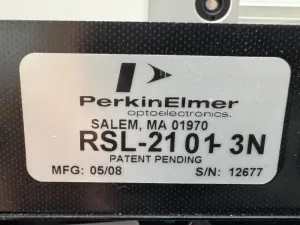 PerkinElmer
optoelectronics.
SALEM, MA 01970
RSL-2101-3N
PATENT PENDING
MFG: 05/08 S/N: 12677